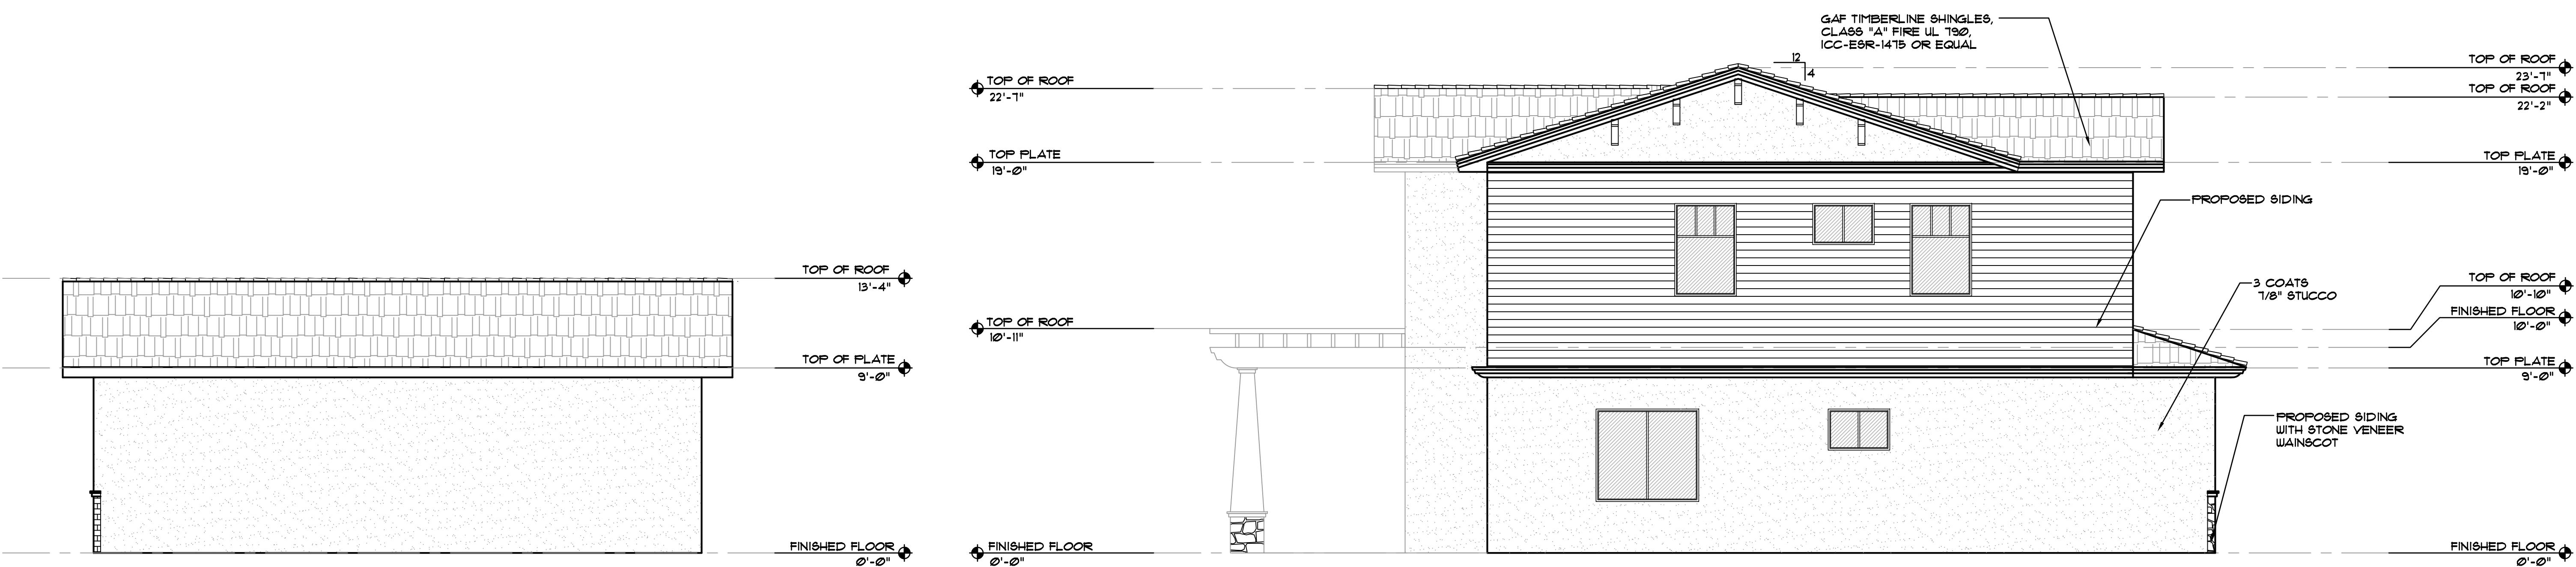 TOP OF ROOF
13'-4"
TOP OF PLATE
9'-0"
FINISHED FLOOR
0'-0"
TOP OF ROOF
22'-7"
TOP PLATE
19'-0"
TOP OF ROOF
10'-11"
FINISHED FLOOR
0'-0"
GAF TIMBERLINE SHINGLES,
CLASS "A" FIRE UL 790,
ICC-ESR-1475 OR EQUAL
12
4
PROPOSED SIDING
3 COATS
7/8" STUCCO
PROPOSED SIDING
WITH STONE VENEER
WAINSCOT
TOP OF ROOF
23'-7"
TOP OF ROOF
22'-2"
TOP PLATE
19'-0"
TOP OF ROOF
10'-10"
FINISHED FLOOR
10'-0"
TOP PLATE
9'-0"
FINISHED FLOOR
0'-0"